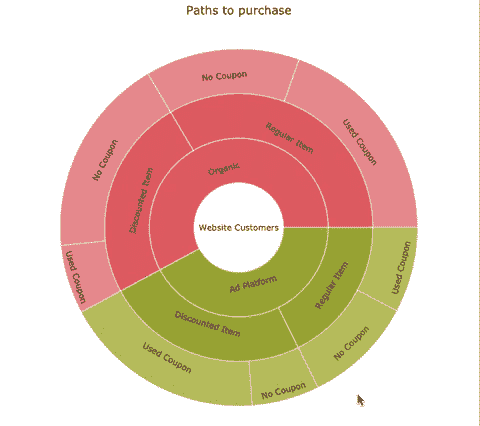 Paths to purchase
No Coupon
Regular Item
Used Coupon
No Coupon
Discounted Item
Organic
Used Coupon
Website Customers
Ad Platform
Regular Item
Used Coupon
No Coupon
Discounted Item
Used Coupon
No Coupon